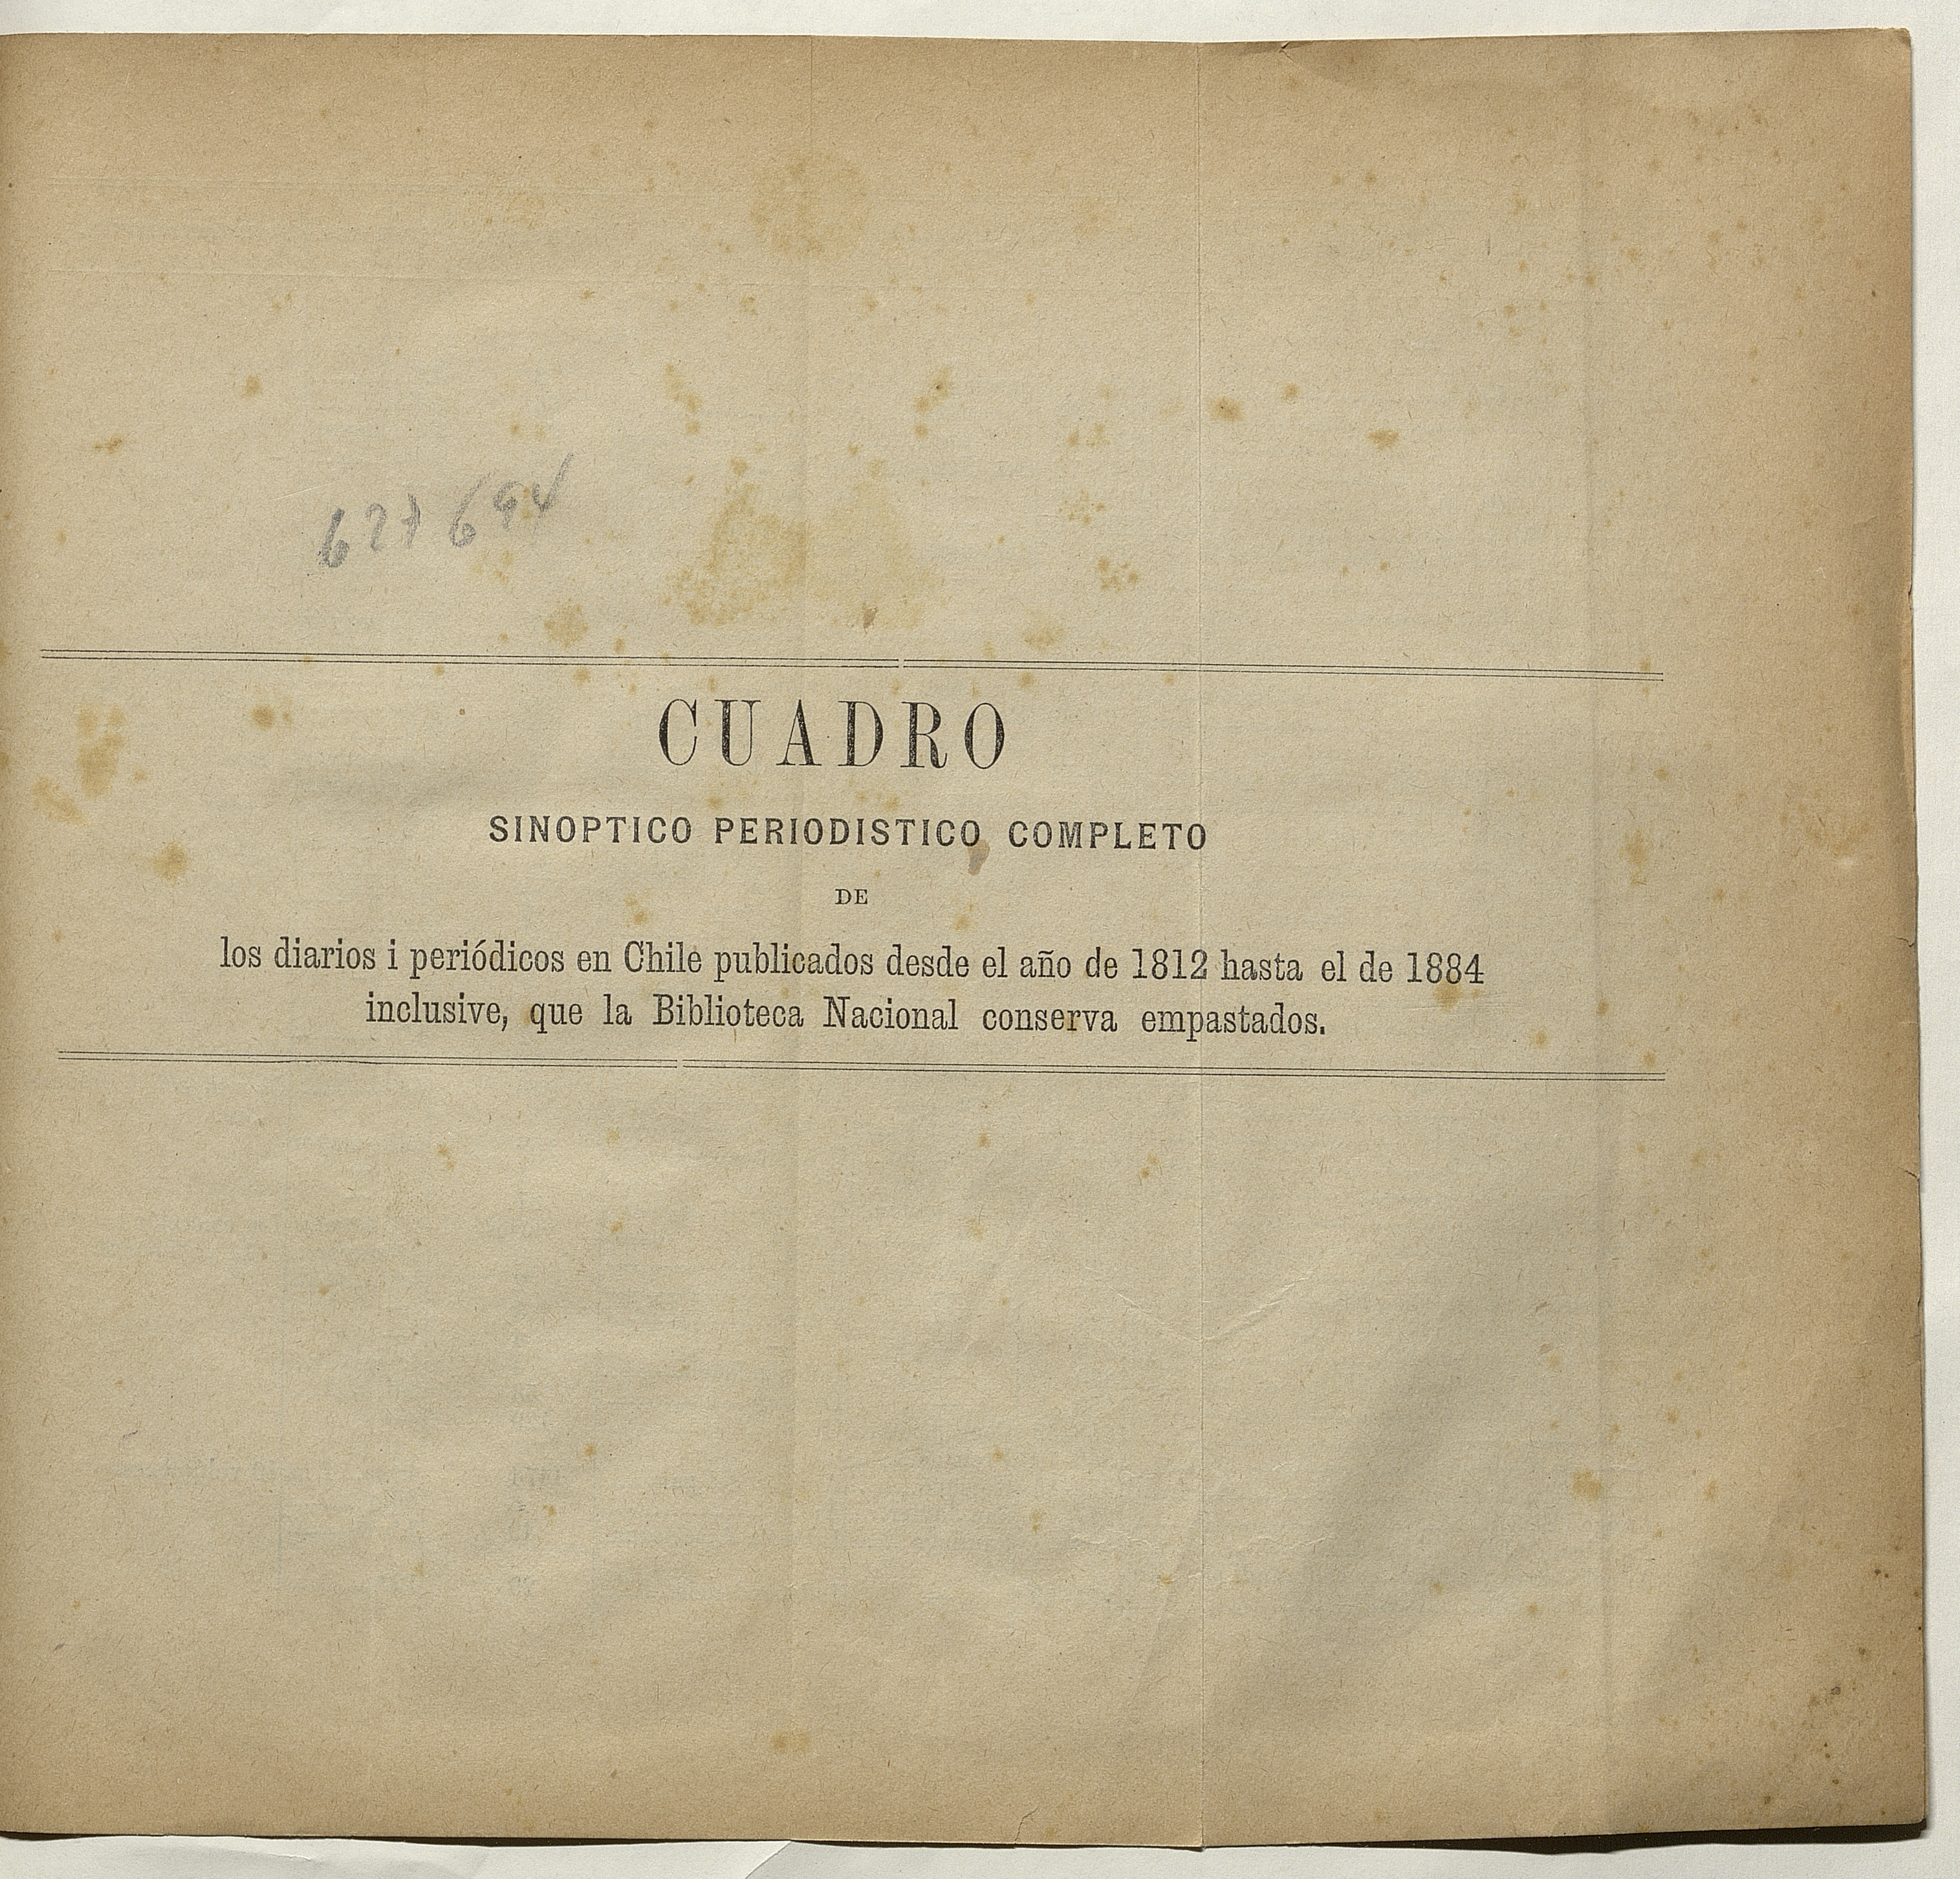 627694
CUADRO
SINOPTICO PERIODISTICO COMPLETO
DE
los diarios i periódicos en Chile publicados desde el año de 1812 hasta el de 1884
inclusive, que la Biblioteca Nacional conserva empastados.